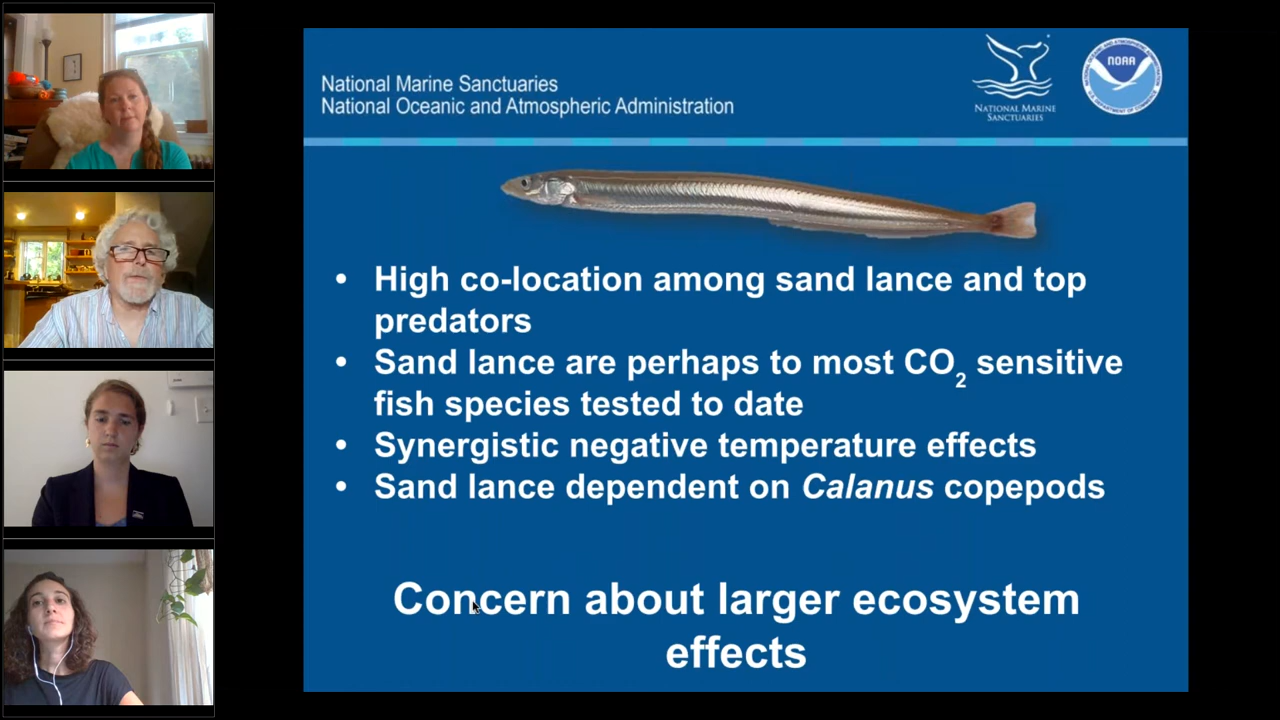 National Marine Sanctuaries
National Oceanic and Atmospheric Administration
NATIONAL MARINE
SANCTUARIES
NOAA
• High co-location among sand lance and top
predators
• Sand lance are perhaps to most CO2 sensitive
fish species tested to date
• Synergistic negative temperature effects
• Sand lance dependent on Calanus copepods
Concern about larger ecosystem
effects